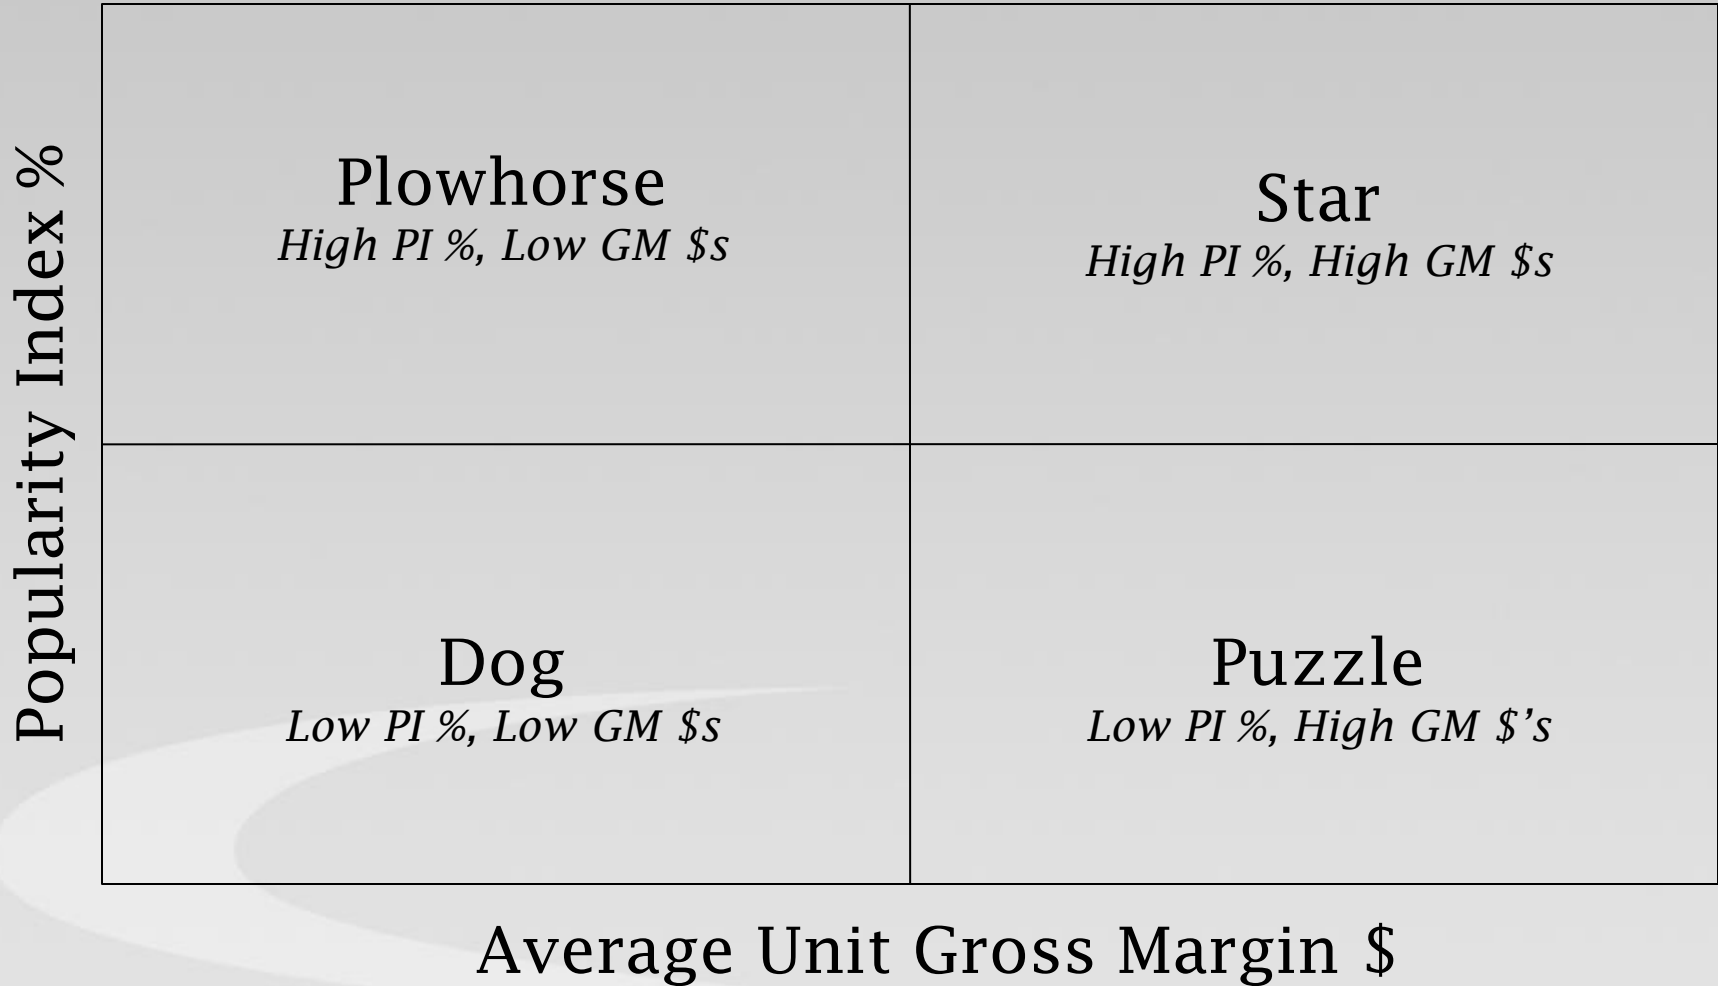 Popularity Index %
Plowhorse
High PI %, Low GM $s
Star
High PI %, High GM $s
Dog
Low PI %, Low GM $s
Puzzle
Low PI %, High GM $’s
Average Unit Gross Margin $